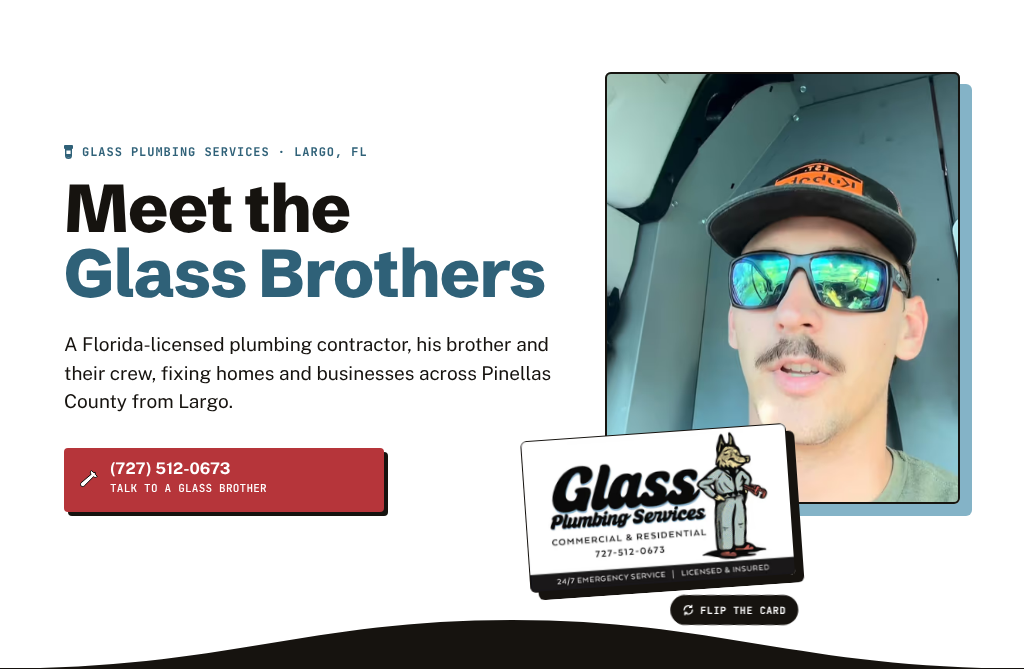 GLASS PLUMBING SERVICES · LARGO, FL
Meet the
Glass Brothers
A Florida-licensed plumbing contractor, his brother and
their crew, fixing homes and businesses across Pinellas
County from Largo.
(727) 512-0673
TALK TO A GLASS BROTHER
Glass
Plumbing Services
COMMERCIAL & RESIDENTIAL
727-512-0673
24/7 EMERGENCY SERVICE | LICENSED & INSURED
FLIP THE CARD